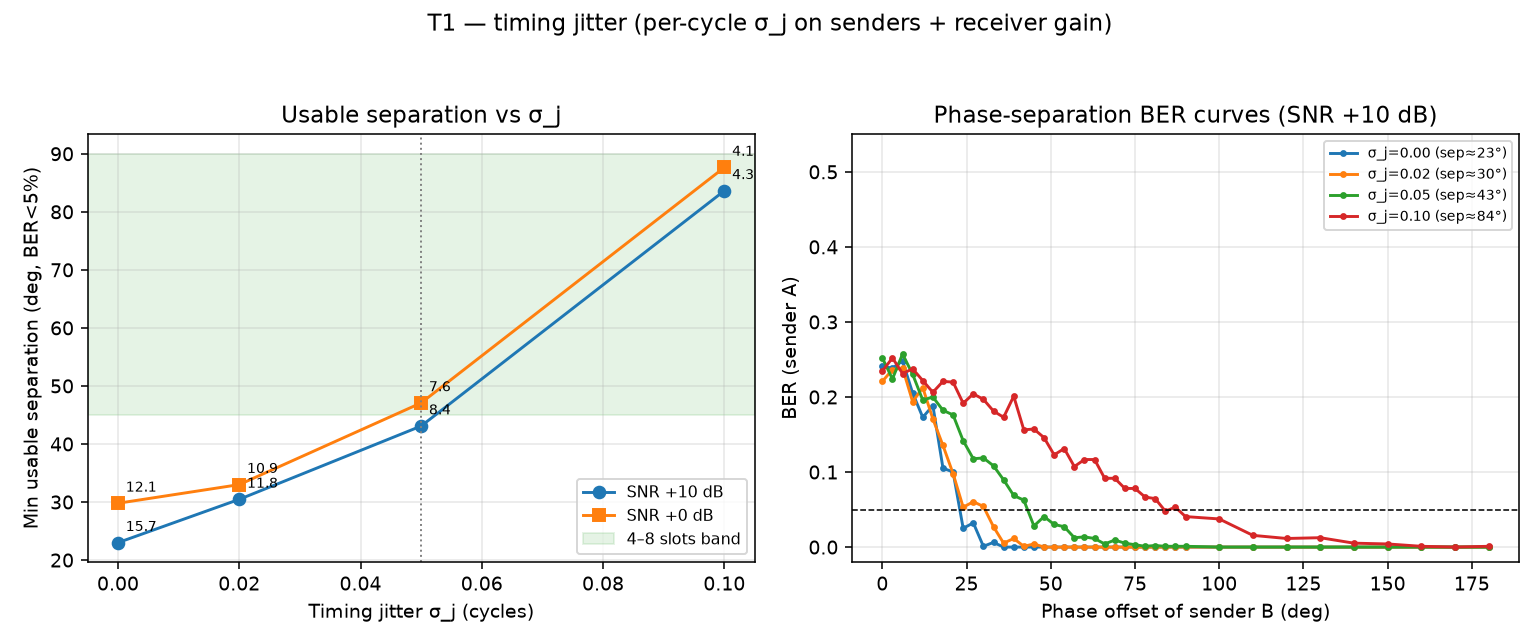 T1 — timing jitter (per-cycle σ_j on senders + receiver gain)
Usable separation vs σ_j
Min usable separation (deg, BER<5%)
90
80
70
60
50
40
30
20
15.7
12.1
11.8
10.9
8.4
7.6
4.3
4.1
SNR +10 dB
SNR +0 dB
4–8 slots band
0.00
0.02
0.04
0.06
0.08
0.10
Timing jitter σ_j (cycles)
Phase-separation BER curves (SNR +10 dB)
BER (sender A)
0.5
0.4
0.3
0.2
0.1
0.0
σ_j=0.00 (sep≈23°)
σ_j=0.02 (sep≈30°)
σ_j=0.05 (sep≈43°)
σ_j=0.10 (sep≈84°)
0
25
50
75
100
125
150
175
Phase offset of sender B (deg)